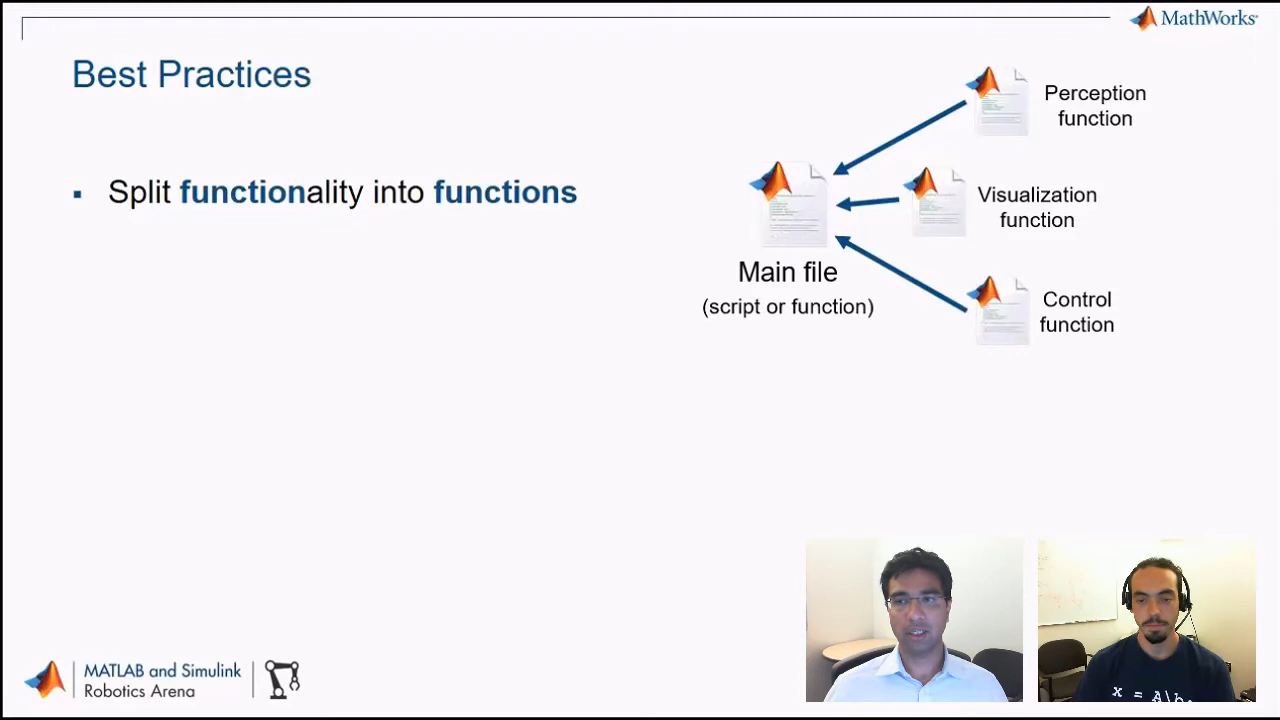 MathWorks
Best Practices
Perception
function
Split functionality into functions
Visualization
function
Main file
(script or function)
Control
function
MATLAB and Simulink
Robotics Arena
x = A\b